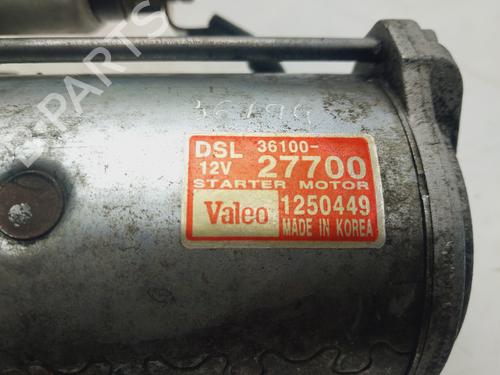 DSL 36100-
12V 27700
STARTER MOTOR
Valeo 1250449
MADE IN KOREA
B-PARTS